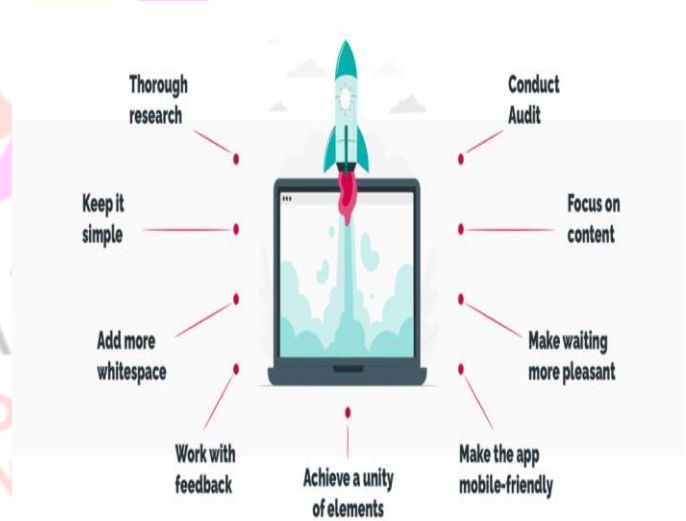 Thorough
research
Conduct
Audit
Keep it
simple
Focus on
content
Add more
whitespace
Make waiting
more pleasant
Work with
feedback
Achieve a unity
of elements
Make the app
mobile-friendly